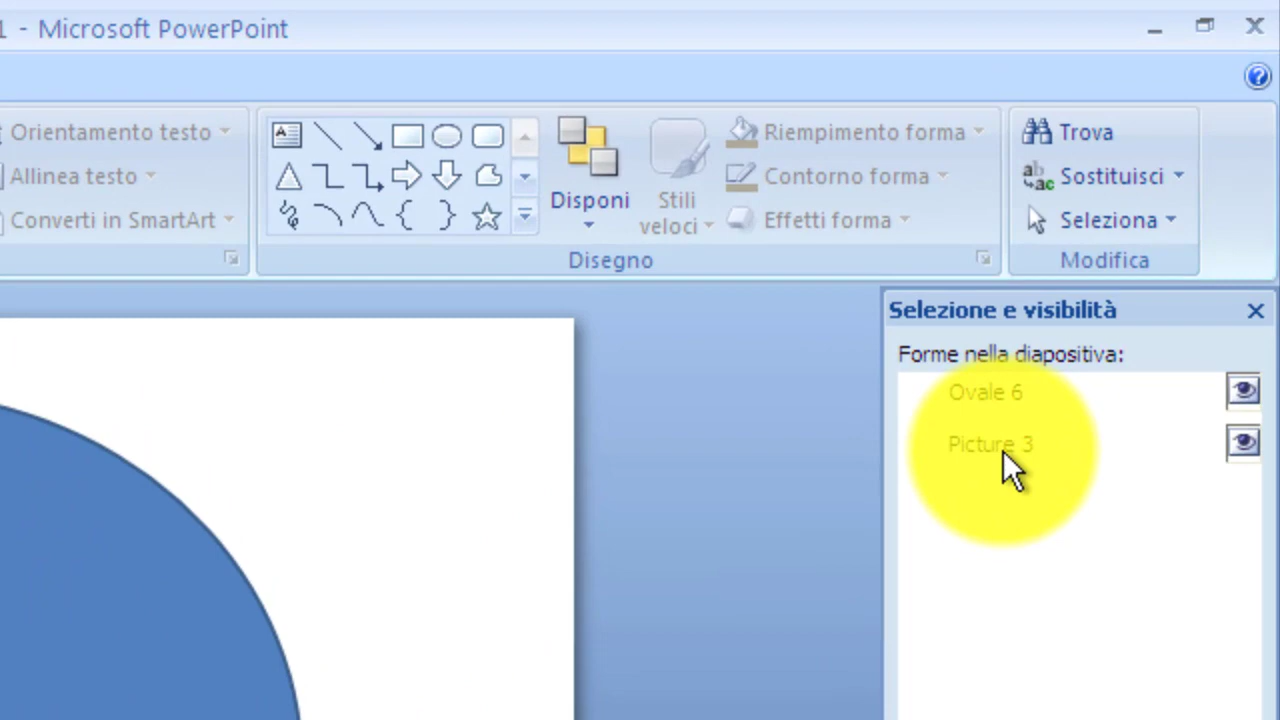 1 - Microsoft PowerPoint
Orientamento testo
Allinea testo
Converti in SmartArt
Disponi
Stili
veloci
Riempimento forma
Contorno forma
Effetti forma
Disegno
Trova
Sostituisci
Seleziona
Modifica
Selezione e visibilità
Forme nella diapositiva:
Ovale 6
Picture 3